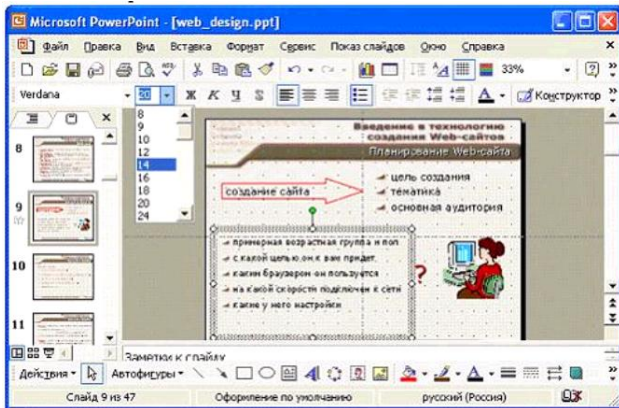 Microsoft PowerPoint - [web_design.ppt]
Файл Правка Вид Вставка Формат Сервис Показ слайдов Окно Справка
33%
Verdana 20 Ж К Ч S Конструктор
8
9
10
12
14
16
18
20
24
8
9
10
11
Введение в технологию
создания Web-сайтов
Планирование Web-сайта
создание сайта
цель создания
тематика
основная аудитория
примерная возрастная группа и пол
с какой целью он к вам придет
каким браузером он пользуется
на какой скорости подключен к сети
какие у него настройки
?
Заметки к слайду
Действия Автофигуры
Слайд 9 из 47 Оформление по умолчанию русский (Россия)